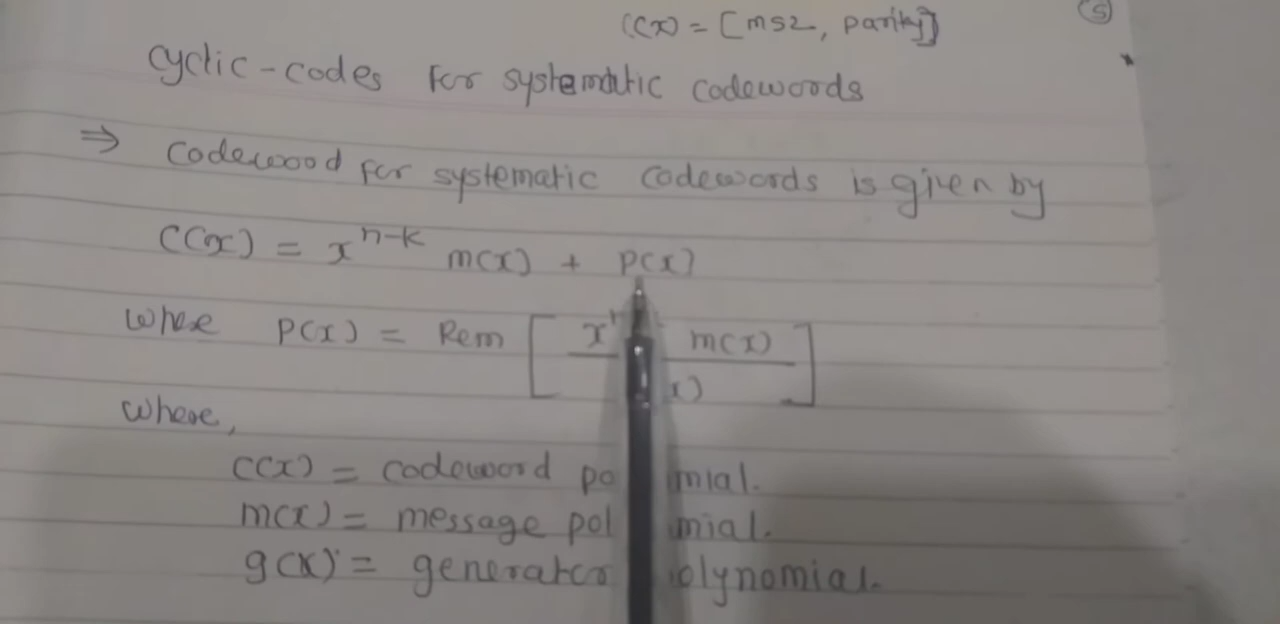 C(x) = [msg, parity]
5
cyclic-codes for systematic codewords
⇒ codeword for systematic codewords is given by
C(x) = x^{n-k} m(x) + P(x)
where P(x) = Rem [ x m(x) / x) ]
where,
C(x) = codeword po mial.
m(x) = message pol mial.
g(x) = generator olynomial.